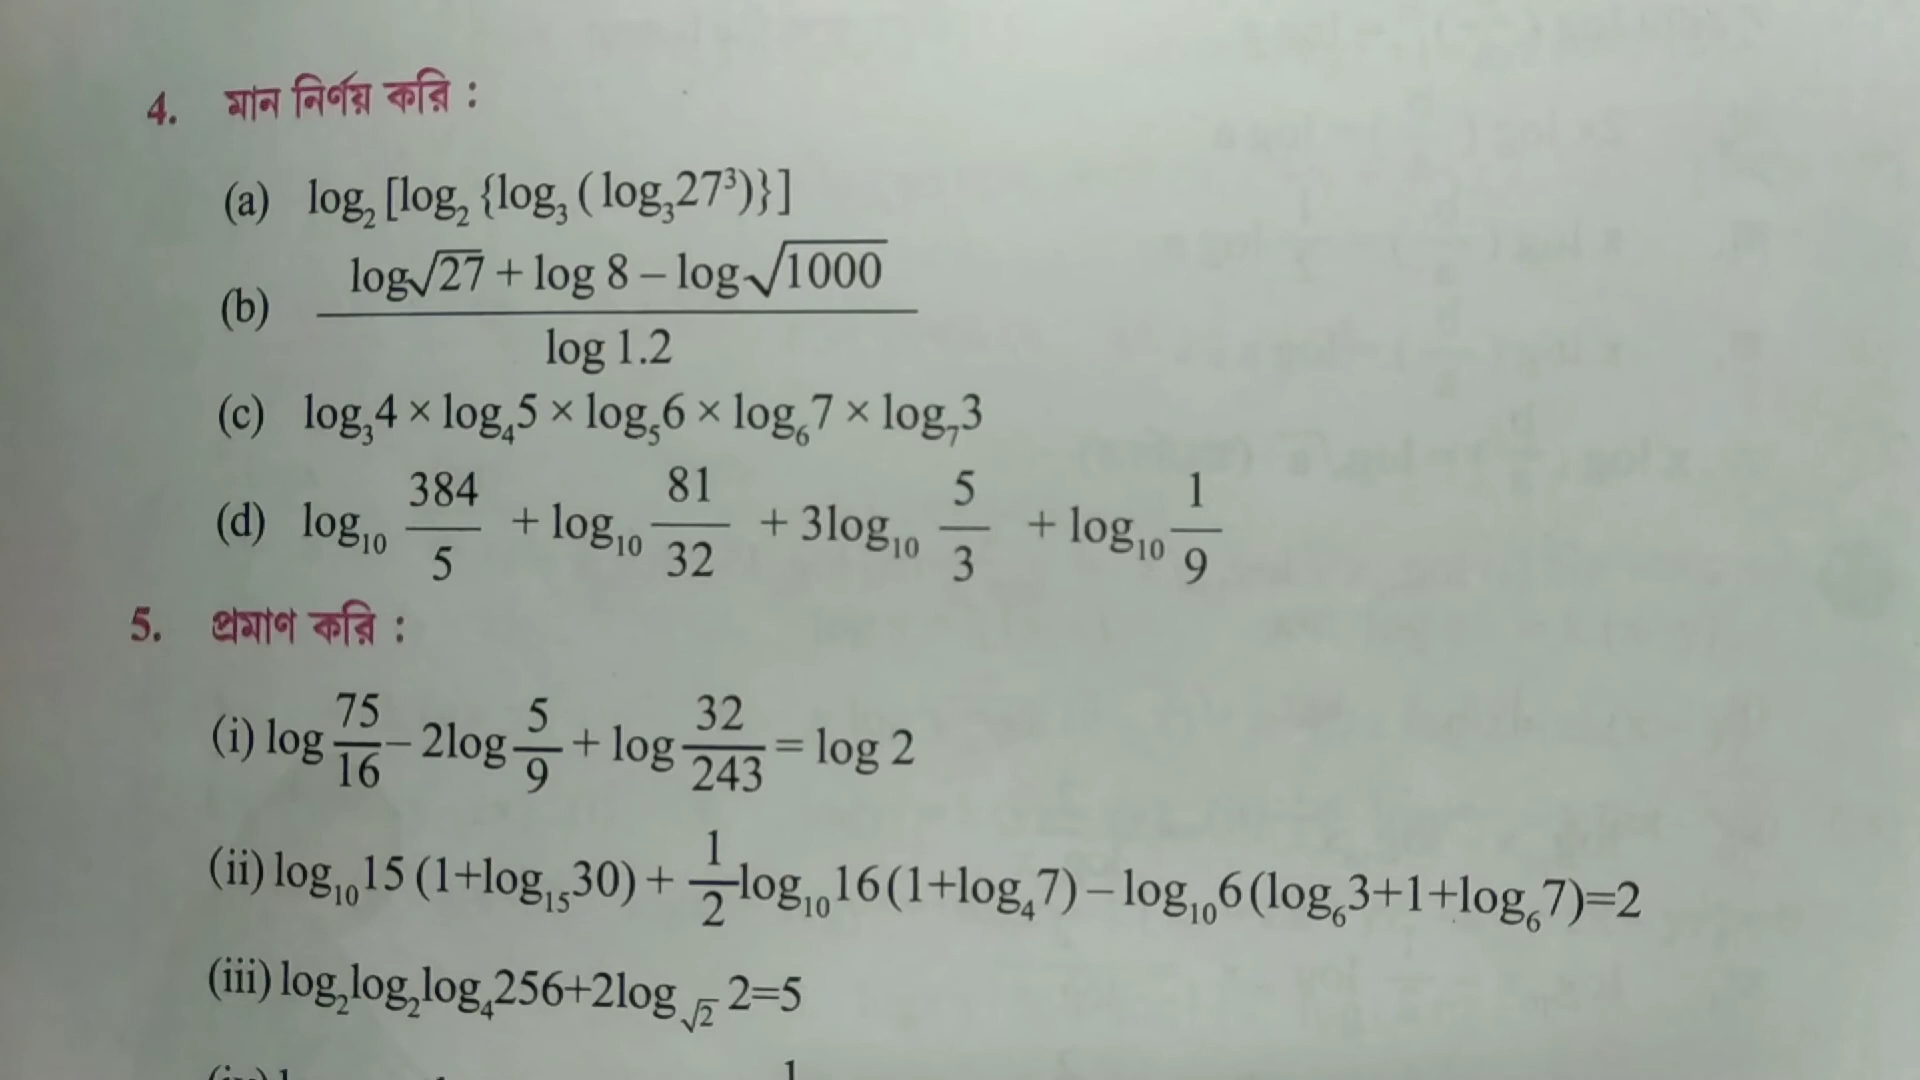 4. মান নির্ণয় করি :
(a) log₂ [log₂ {log₃ ( log₃27³)}]
(b) (log√27 + log 8 – log√1000) / (log 1.2)
(c) log₃4 × log₄5 × log₅6 × log₆7 × log₇3
(d) log₁₀ 384/5 + log₁₀ 81/32 + 3log₁₀ 5/3 + log₁₀ 1/9
5. প্রমাণ করি :
(i) log 75/16 – 2log 5/9 + log 32/243 = log 2
(ii) log₁₀15 (1+log₁₅30) + 1/2 log₁₀16(1+log₄7) – log₁₀6(log₆3+1+log₆7)=2
(iii) log₂log₂log₄256+2log_√2 2=5